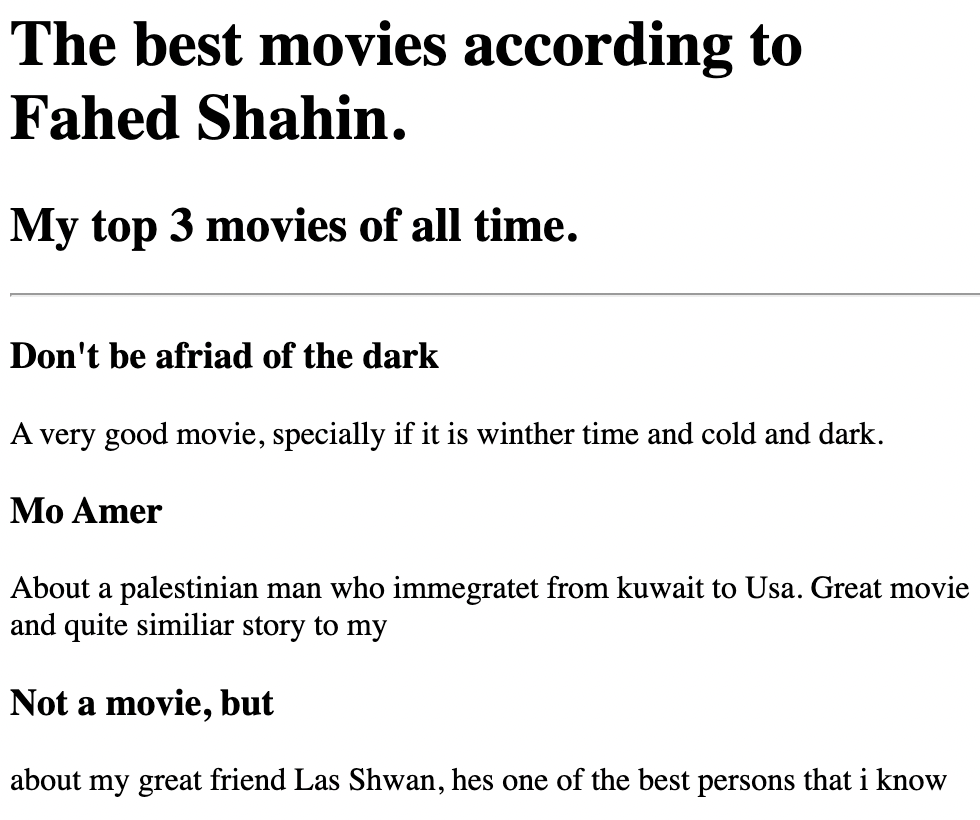 The best movies according to
Fahed Shahin.
My top 3 movies of all time.
Don't be afriad of the dark
A very good movie, specially if it is winther time and cold and dark.
Mo Amer
About a palestinian man who immegratet from kuwait to Usa. Great movie
and quite similiar story to my
Not a movie, but
about my great friend Las Shwan, hes one of the best persons that i know